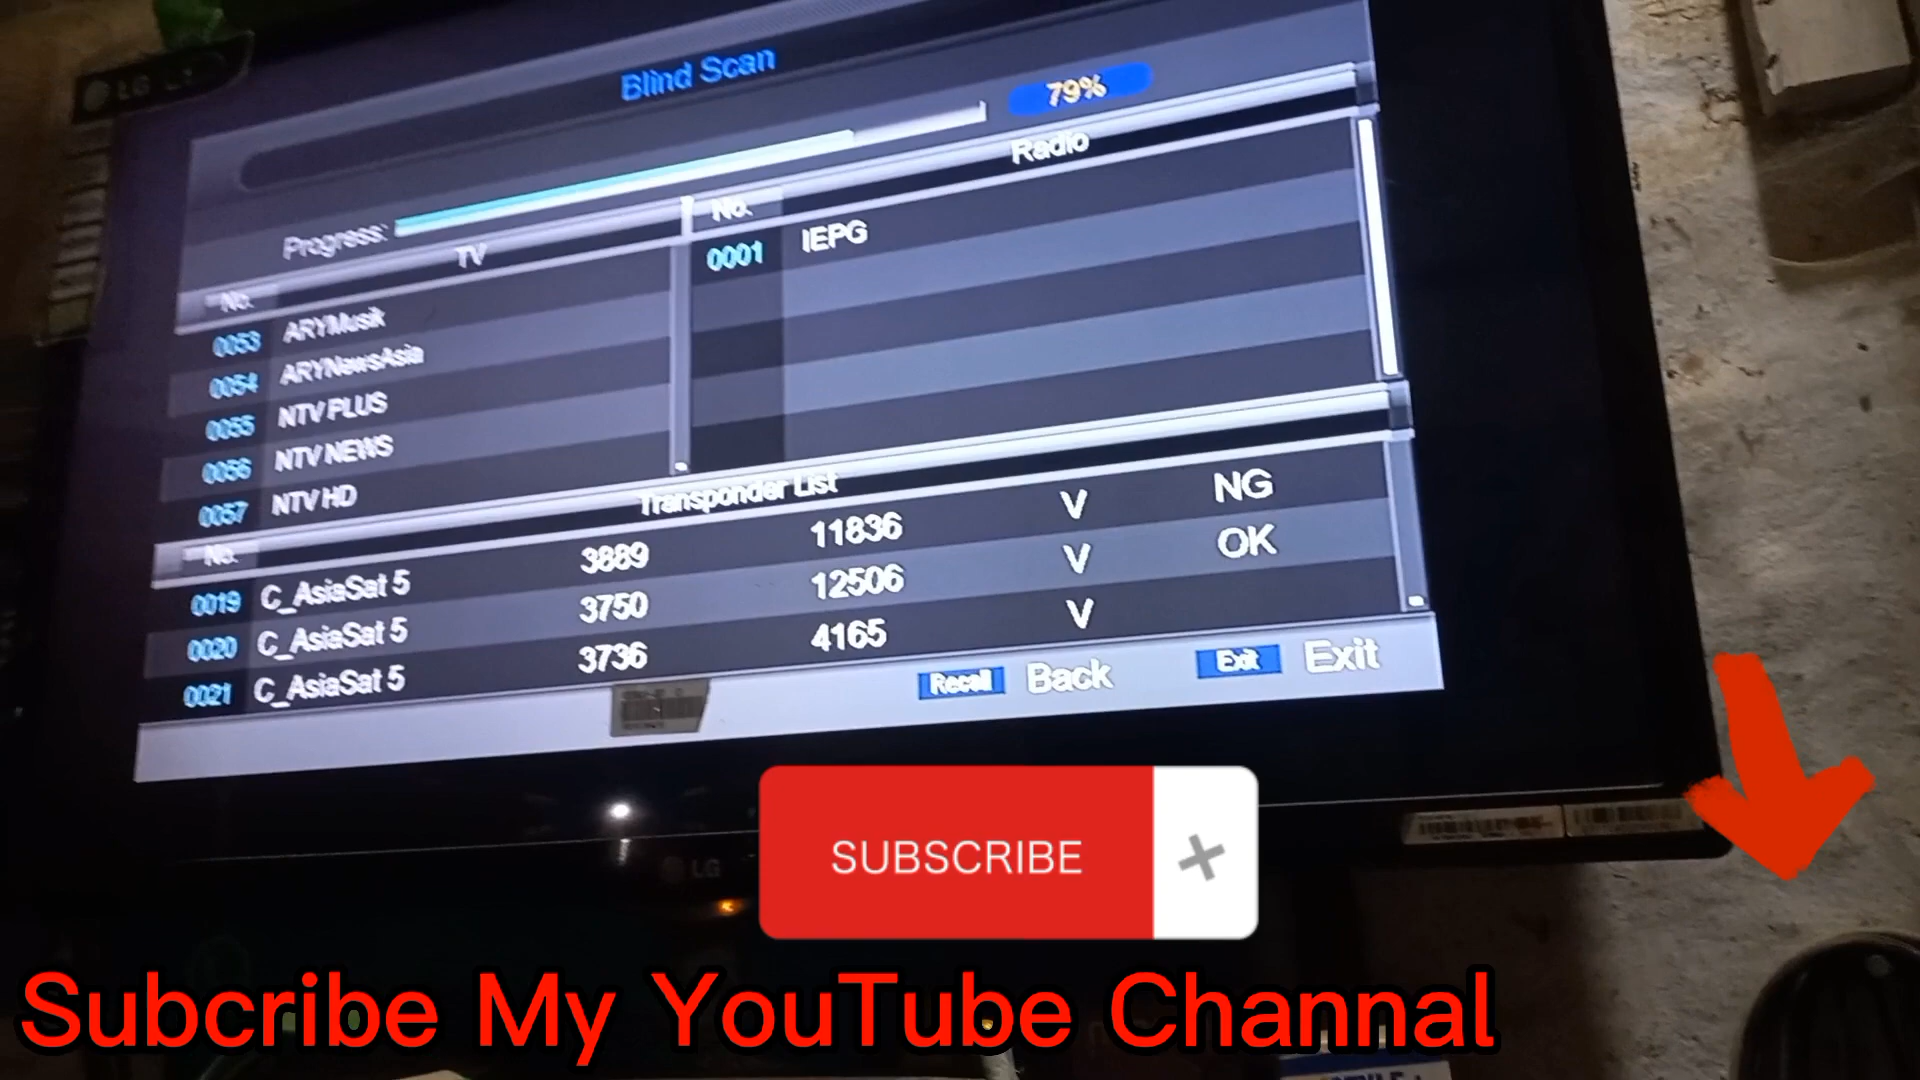 Blind Scan
79%
Progress:
TV
Radio
No.
No.
0001 IEPG
0053 ARYMusik
0054 ARYNewsAsia
0055 NTV PLUS
0056 NTV NEWS
0057 NTV HD
Transponder List
No.
0019 C_AsiaSat 5 3889 11836 V NG
0020 C_AsiaSat 5 3750 12506 V OK
0021 C_AsiaSat 5 3736 4165 V
Recall Back Exit Exit
LG
SUBSCRIBE +
Subcribe My YouTube Channal